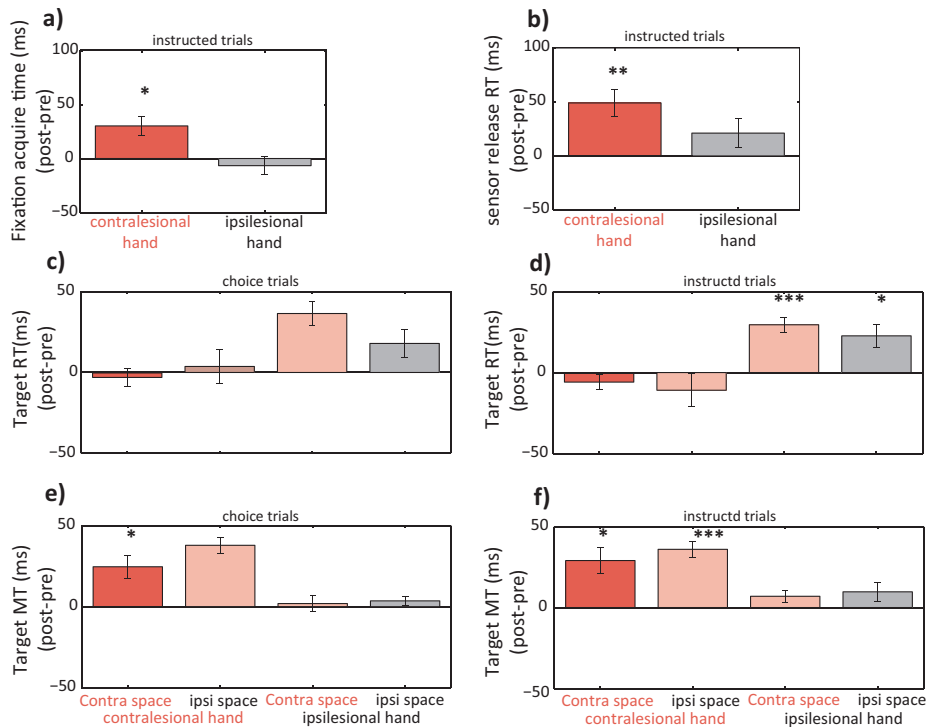 a)
instructed trials
Fixation acquire time (ms)
(post-pre)
100
50
0
−50
*
contralesional
hand
ipsilesional
hand
b)
instructed trials
sensor release RT (ms)
(post-pre)
100
50
0
−50
**
contralesional
hand
ipsilesional
hand
c)
choice trials
Target RT(ms)
(post-pre)
50
0
−50
d)
instructd trials
Target RT(ms)
(post-pre)
50
0
−50
***
*
e)
choice trials
Target MT (ms)
(post-pre)
50
0
−50
*
Contra space ipsi space Contra space ipsi space
contralesional hand ipsilesional hand
f)
instructd trials
Target MT (ms)
(post-pre)
50
0
−50
*
***
Contra space ipsi space Contra space ipsi space
contralesional hand ipsilesional hand